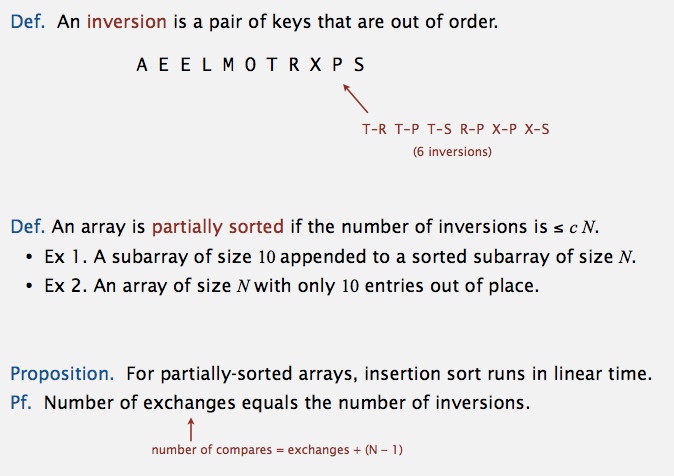 Def. An inversion is a pair of keys that are out of order.
A E E L M O T R X P S
T-R T-P T-S R-P X-P X-S
(6 inversions)
Def. An array is partially sorted if the number of inversions is ≤ c N.
• Ex 1. A subarray of size 10 appended to a sorted subarray of size N.
• Ex 2. An array of size N with only 10 entries out of place.
Proposition. For partially-sorted arrays, insertion sort runs in linear time.
Pf. Number of exchanges equals the number of inversions.
number of compares = exchanges + (N – 1)